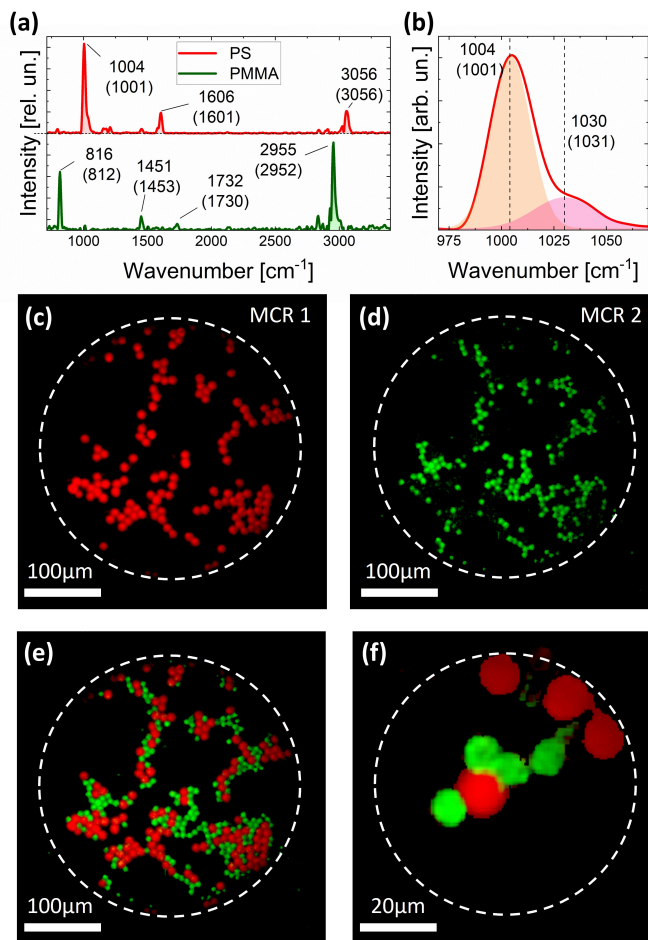 (a)
PS
PMMA
1004
(1001)
1606
(1601)
3056
(3056)
816
(812)
1451
(1453)
1732
(1730)
2955
(2952)
Intensity [rel. un.]
1000 1500 2000 2500 3000
Wavenumber [cm⁻¹]
(b)
1004
(1001)
1030
(1031)
Intensity [arb. un.]
975 1000 1025 1050
Wavenumber [cm⁻¹]
(c)
MCR 1
100µm
(d)
MCR 2
100µm
(e)
100µm
(f)
20µm